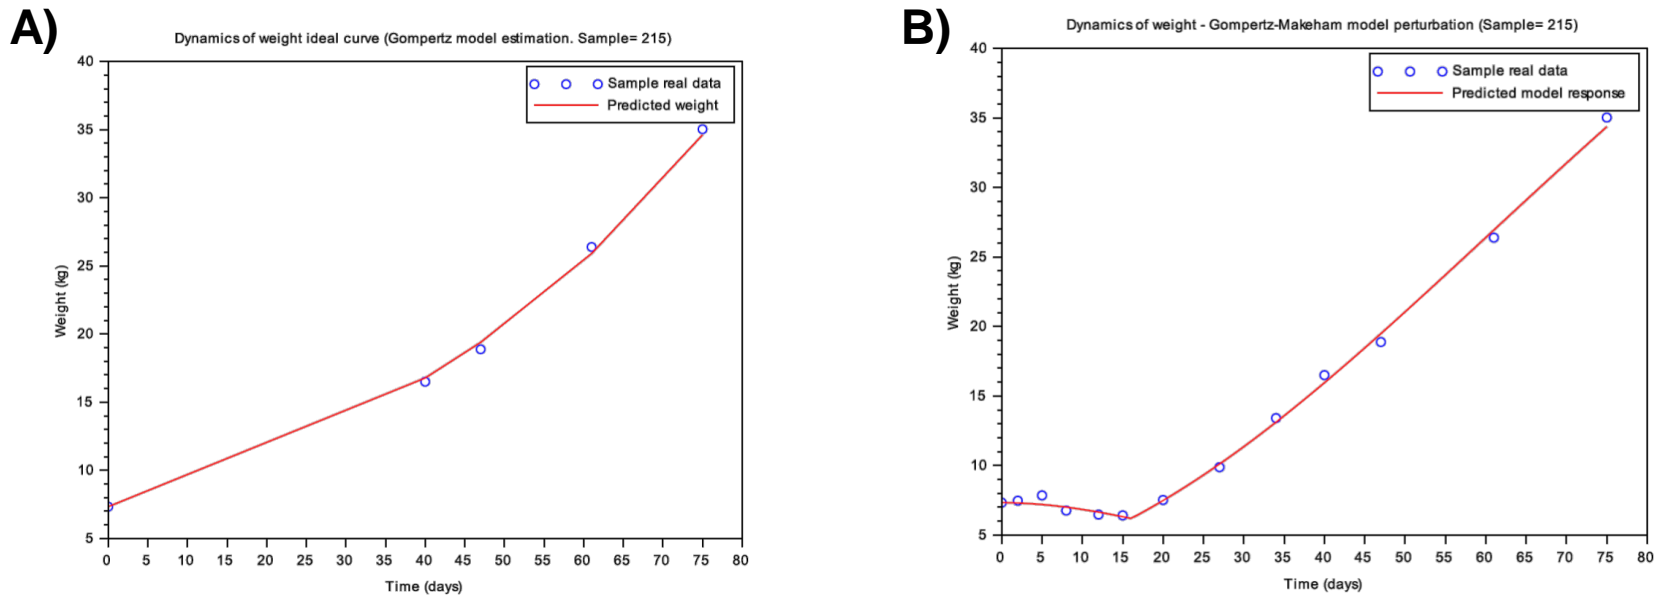 A)
Dynamics of weight ideal curve (Gompertz model estimation. Sample= 215)
40
35
30
25
20
15
10
5
Weight (kg)
Sample real data
Predicted weight
0 5 10 15 20 25 30 35 40 45 50 55 60 65 70 75 80
Time (days)
B)
Dynamics of weight - Gompertz-Makeham model perturbation (Sample= 215)
40
35
30
25
20
15
10
5
Weight (kg)
Sample real data
Predicted model response
0 5 10 15 20 25 30 35 40 45 50 55 60 65 70 75 80
Time (days)